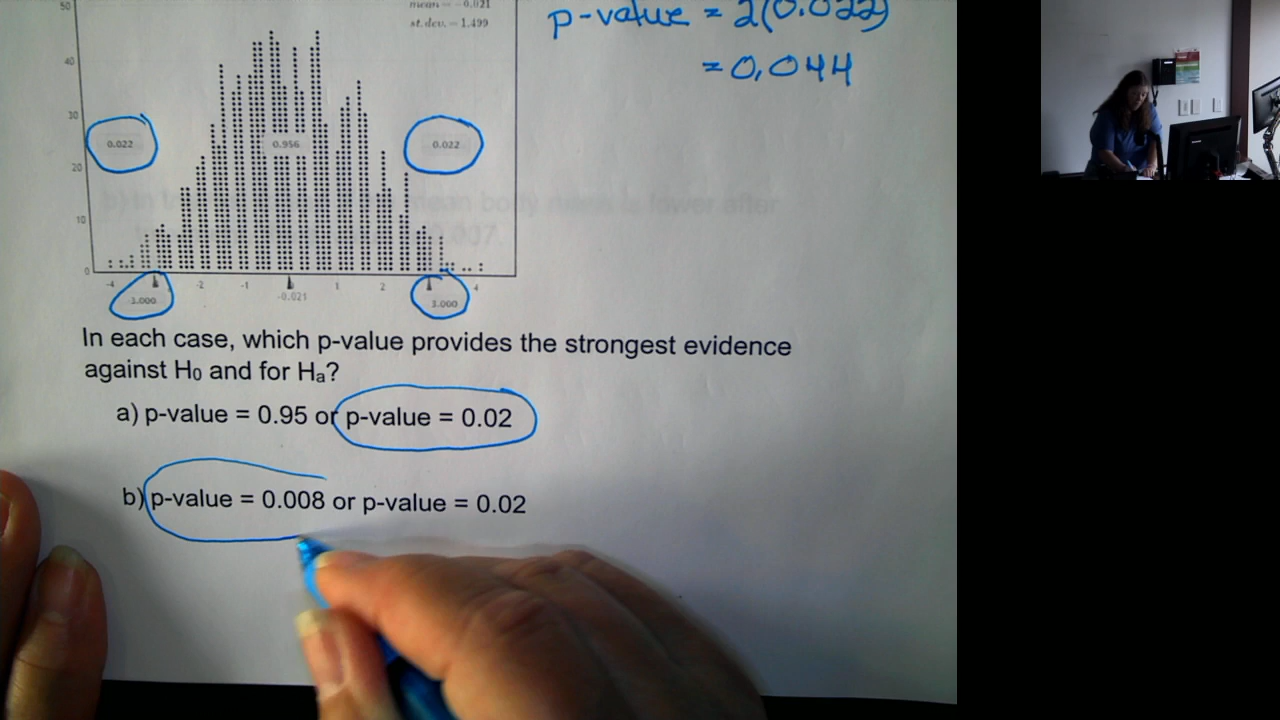 50
mean = -0.021
st.dev. = 1.499
p-value = 2(0.022)
= 0.044
40
30
0.022 0.956 0.022
20
10
0
-4 -2 -1 1 2 4
3.000 -0.021 3.000
In each case, which p-value provides the strongest evidence
against H₀ and for Hₐ?
a) p-value = 0.95 or p-value = 0.02
b) p-value = 0.008 or p-value = 0.02